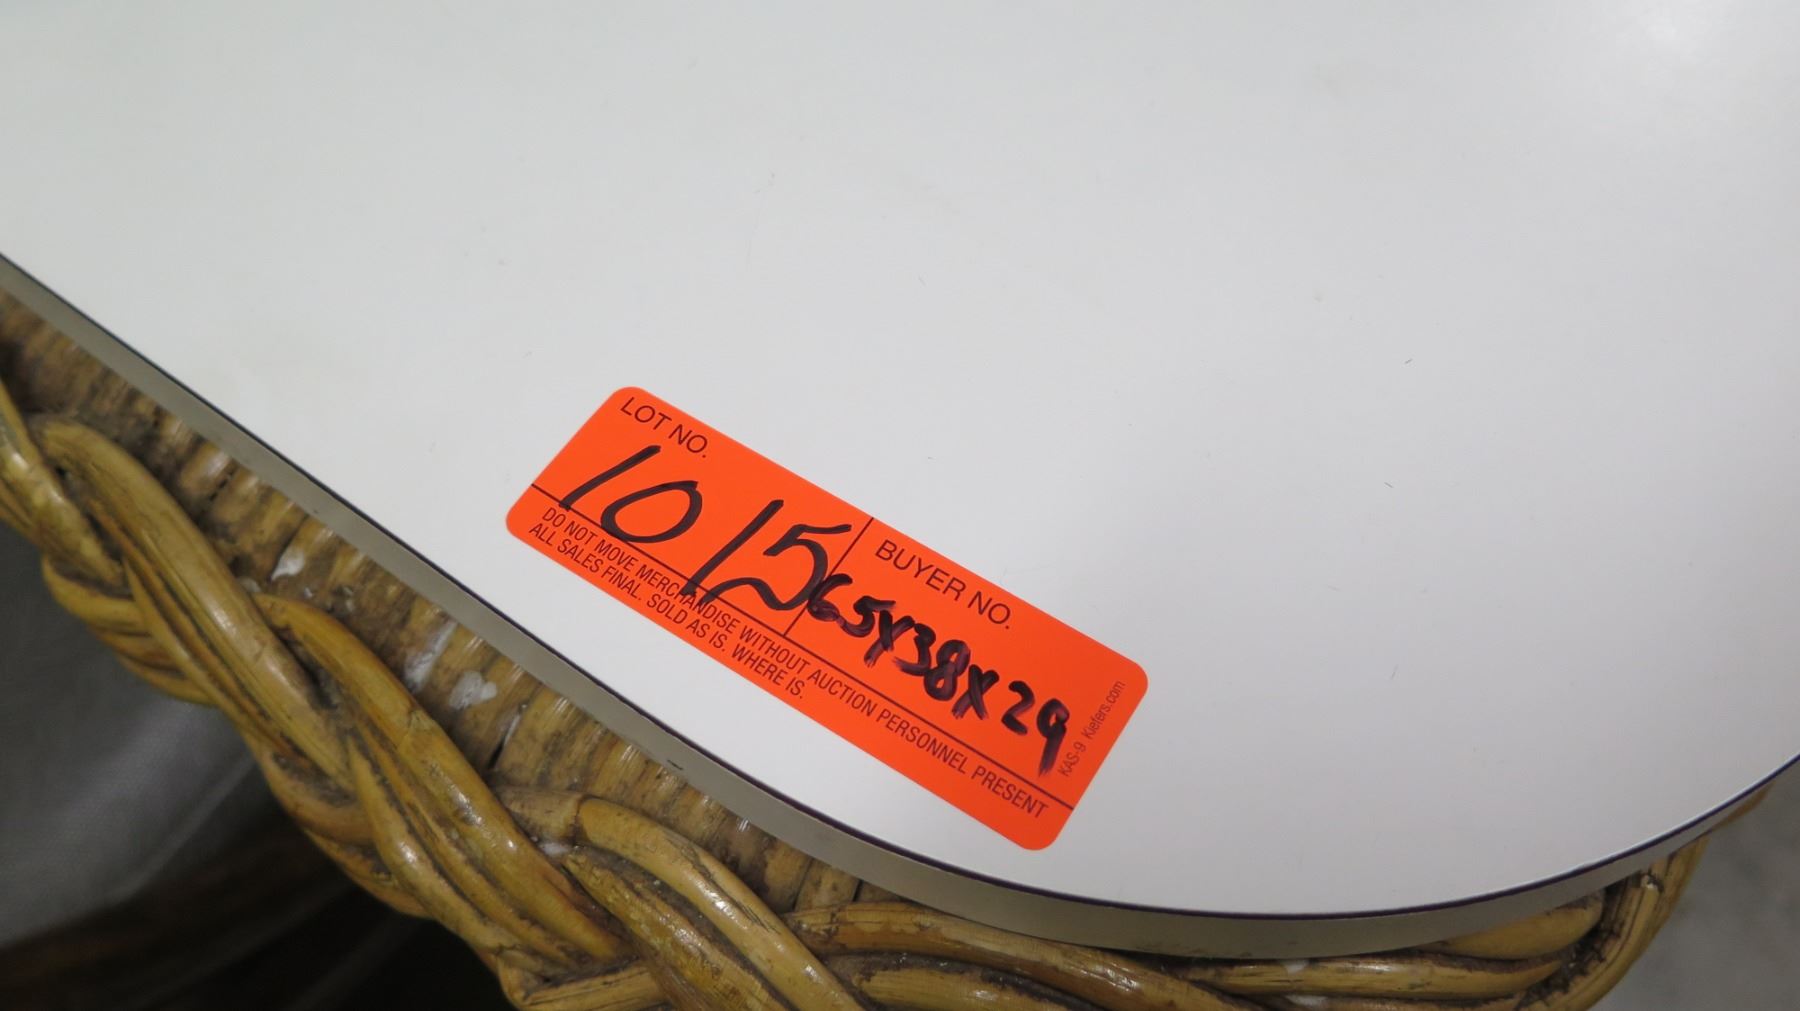 LOT NO.
1015
BUYER NO.
65x38x29
DO NOT MOVE MERCHANDISE WITHOUT AUCTION PERSONNEL PRESENT
ALL SALES FINAL. SOLD AS IS. WHERE IS.
KAS-9 Kiefers.com